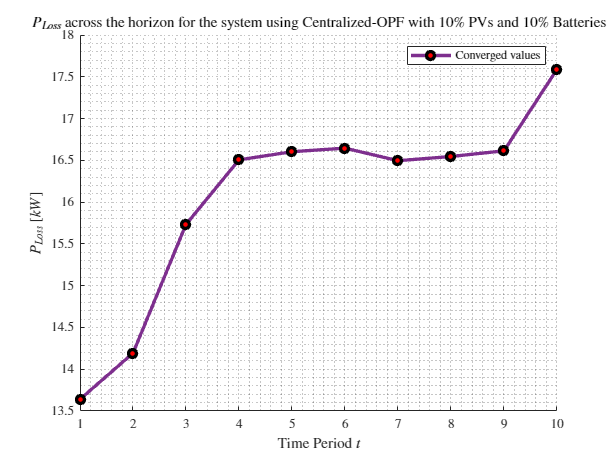 P_Loss across the horizon for the system using Centralized-OPF with 10% PVs and 10% Batteries
18
17.5
17
16.5
16
15.5
15
14.5
14
13.5
P_Loss [kW]
Converged values
1 2 3 4 5 6 7 8 9 10
Time Period t